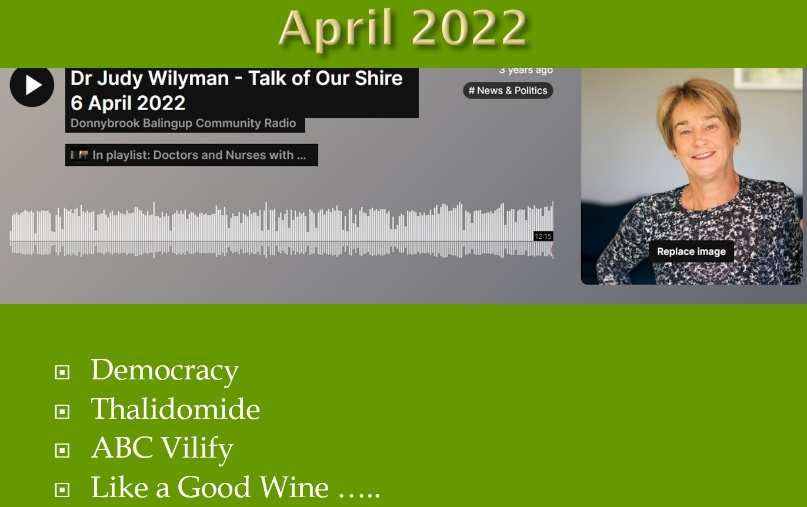 April 2022
3 years ago
Dr Judy Wilyman - Talk of Our Shire
6 April 2022
# News & Politics
Donnybrook Balingup Community Radio
In playlist: Doctors and Nurses with ...
12:15
Replace image
Democracy
Thalidomide
ABC Vilify
Like a Good Wine …..